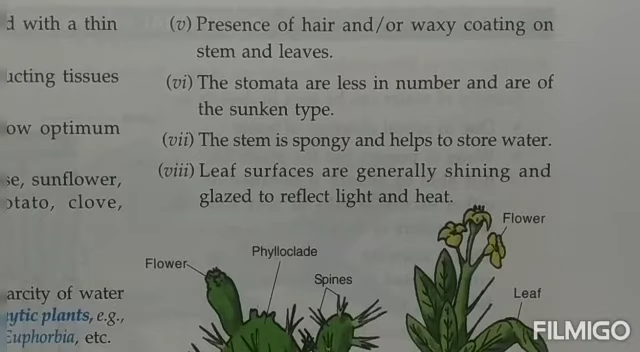 d with a thin
ucting tissues
ow optimum
se, sunflower,
otato, clove,
arcity of water
ytic plants, e.g.,
Euphorbia, etc.
(v) Presence of hair and/or waxy coating on
stem and leaves.
(vi) The stomata are less in number and are of
the sunken type.
(vii) The stem is spongy and helps to store water.
(viii) Leaf surfaces are generally shining and
glazed to reflect light and heat.
Flower
Phylloclade
Spines
Flower
Leaf
FILMIGO